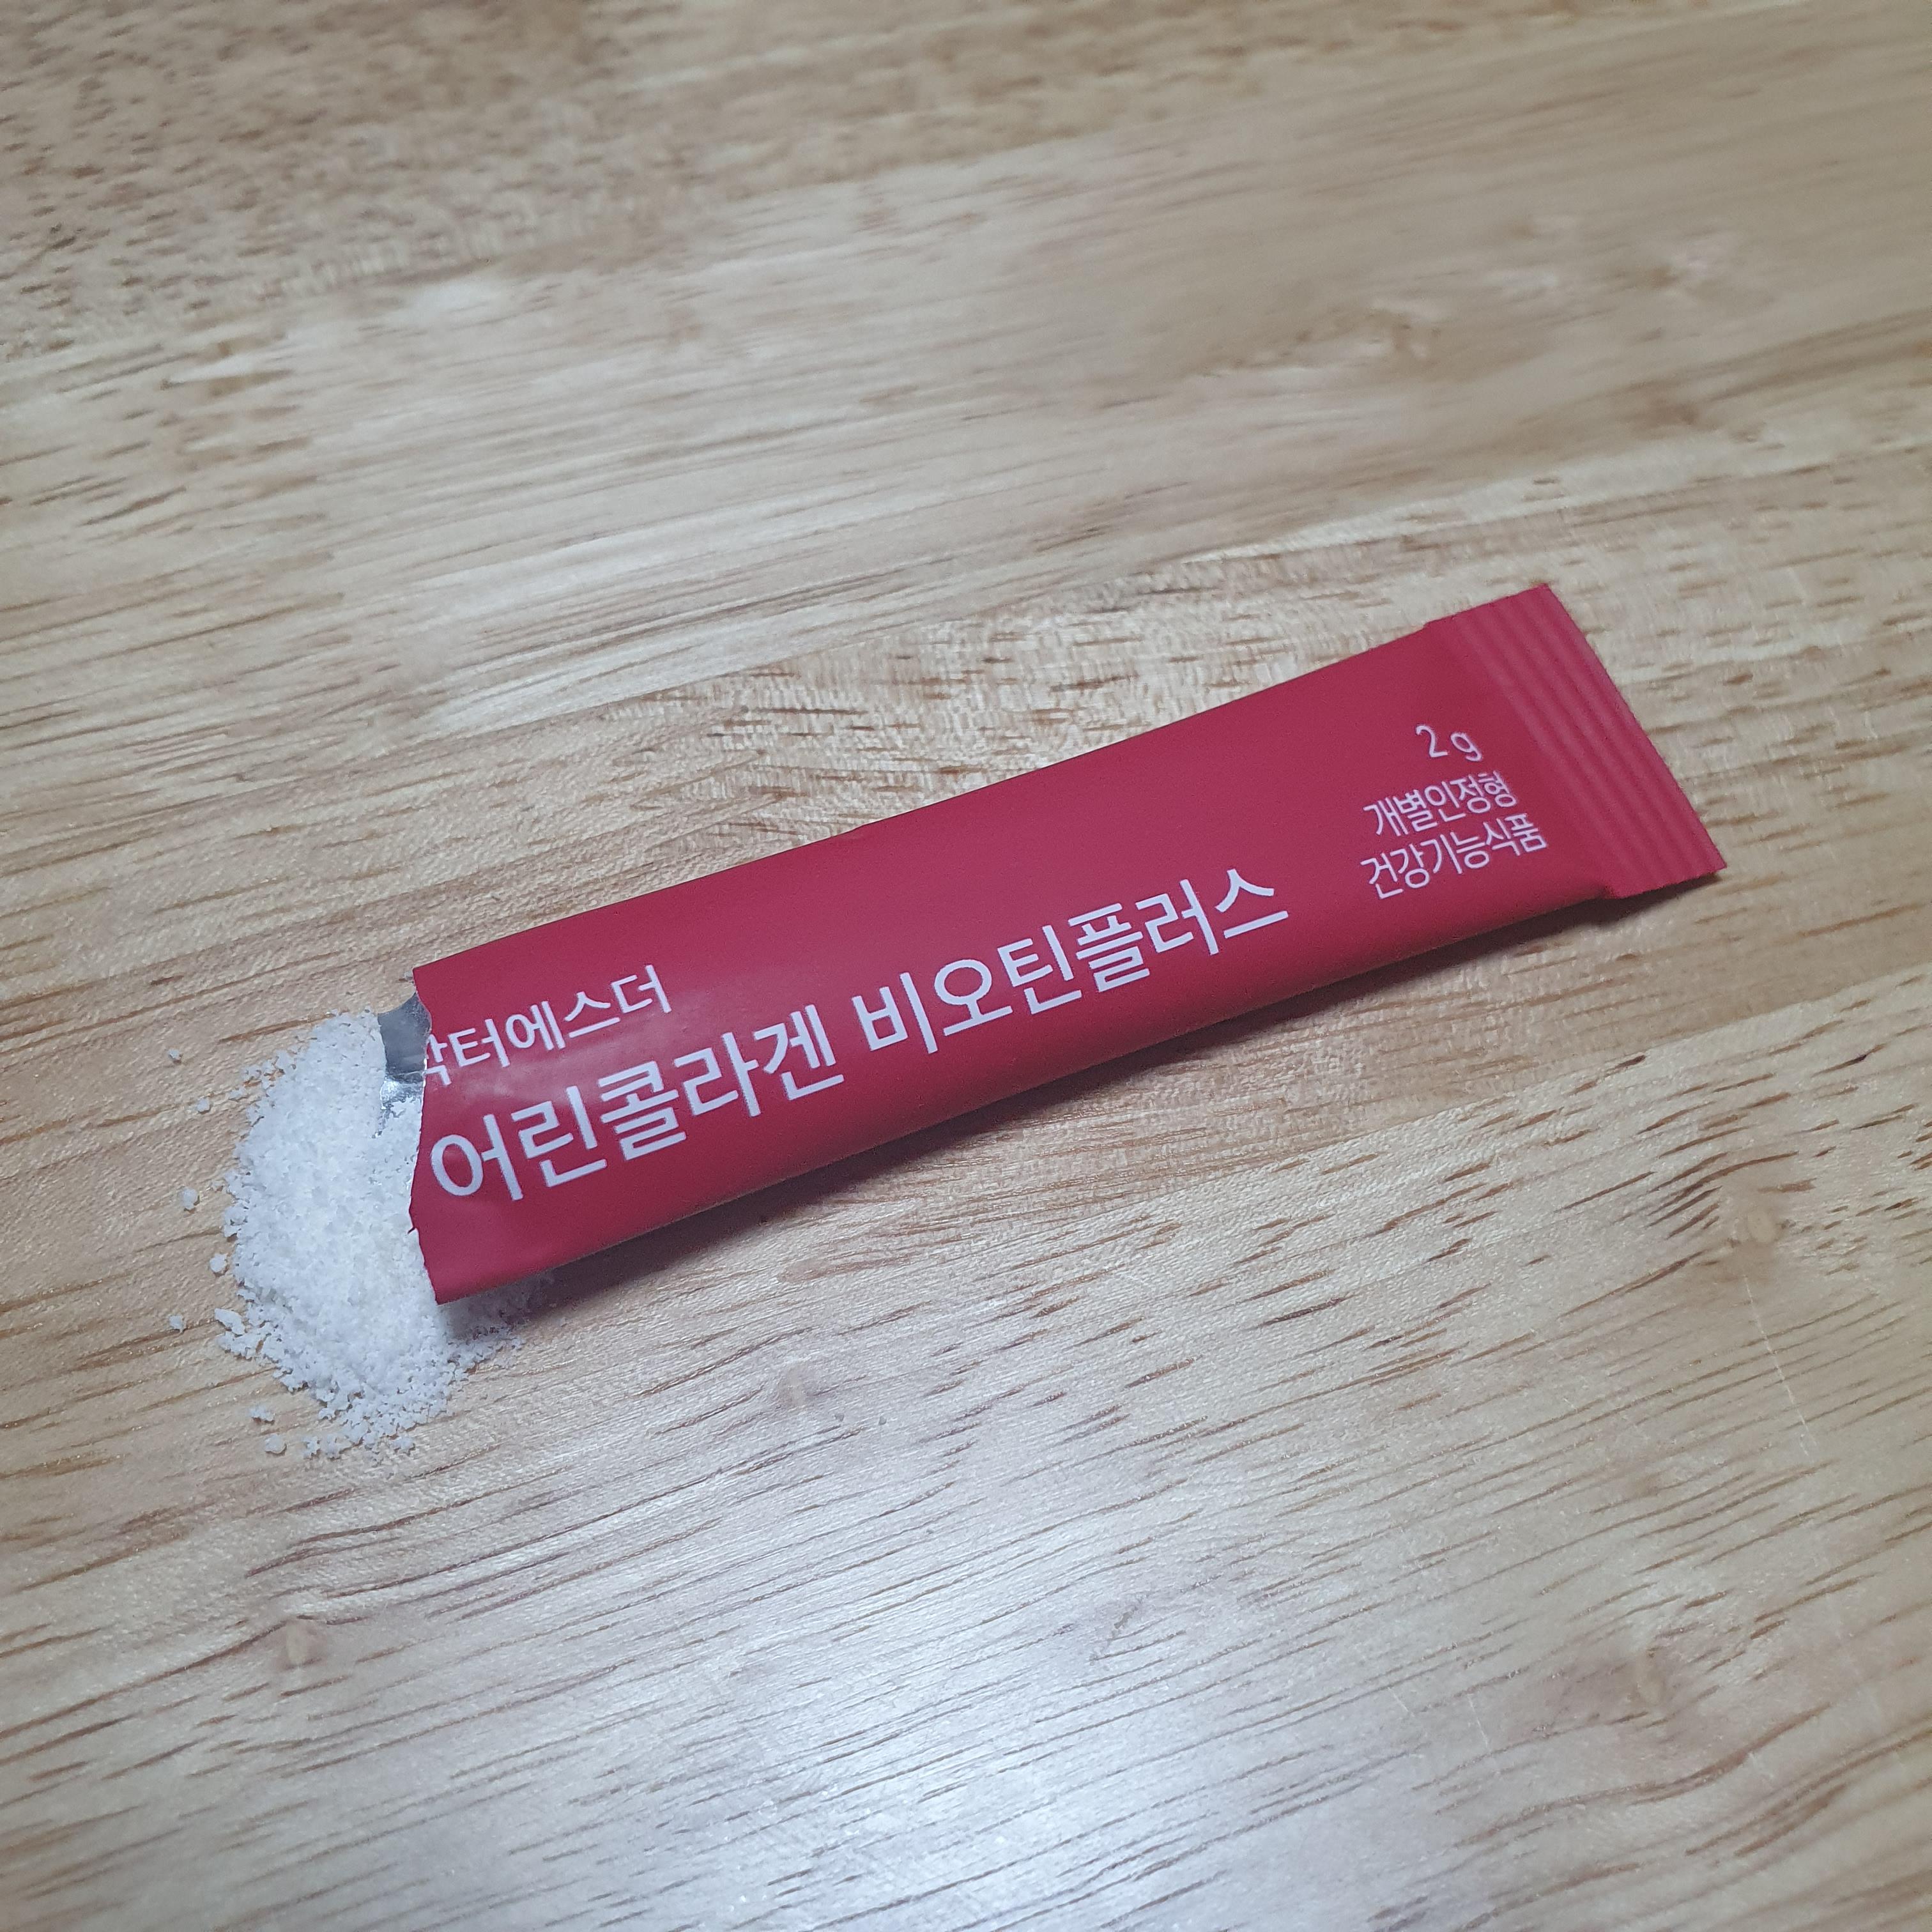 닥터에스더
어린콜라겐 비오틴플러스
2g
개별인정형
건강기능식품